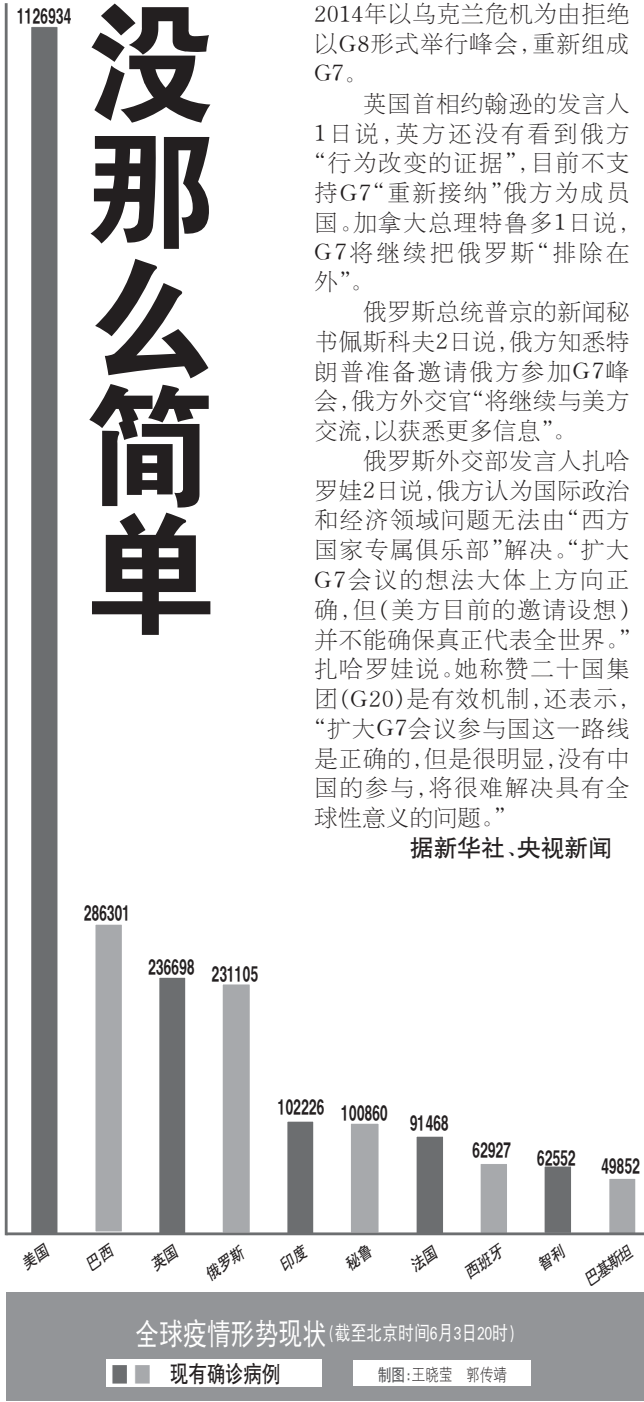 没那么简单
2014年以乌克兰危机为由拒绝
以G8形式举行峰会,重新组成
G7。
英国首相约翰逊的发言人
1日说,英方还没有看到俄方
“行为改变的证据”,目前不支
持G7“重新接纳”俄方为成员
国。加拿大总理特鲁多1日说,
G7将继续把俄罗斯“排除在
外”。
俄罗斯总统普京的新闻秘
书佩斯科夫2日说,俄方知悉特
朗普准备邀请俄方参加G7峰
会,俄方外交官“将继续与美方
交流,以获悉更多信息”。
俄罗斯外交部发言人扎哈
罗娃2日说,俄方认为国际政治
和经济领域问题无法由“西方
国家专属俱乐部”解决。“扩大
G7会议的想法大体上方向正
确,但(美方目前的邀请设想)
并不能确保真正代表全世界。”
扎哈罗娃说。她称赞二十国集
团(G20)是有效机制,还表示,
“扩大G7会议参与国这一路线
是正确的,但是很明显,没有中
国的参与,将很难解决具有全
球性意义的问题。”
据新华社、央视新闻
1126934
286301
236698
231105
102226
100860
91468
62927
62552
49852
美国
巴西
英国
俄罗斯
印度
秘鲁
法国
西班牙
智利
巴基斯坦
全球疫情形势现状(截至北京时间6月3日20时)
现有确诊病例
制图:王晓莹 郭传靖